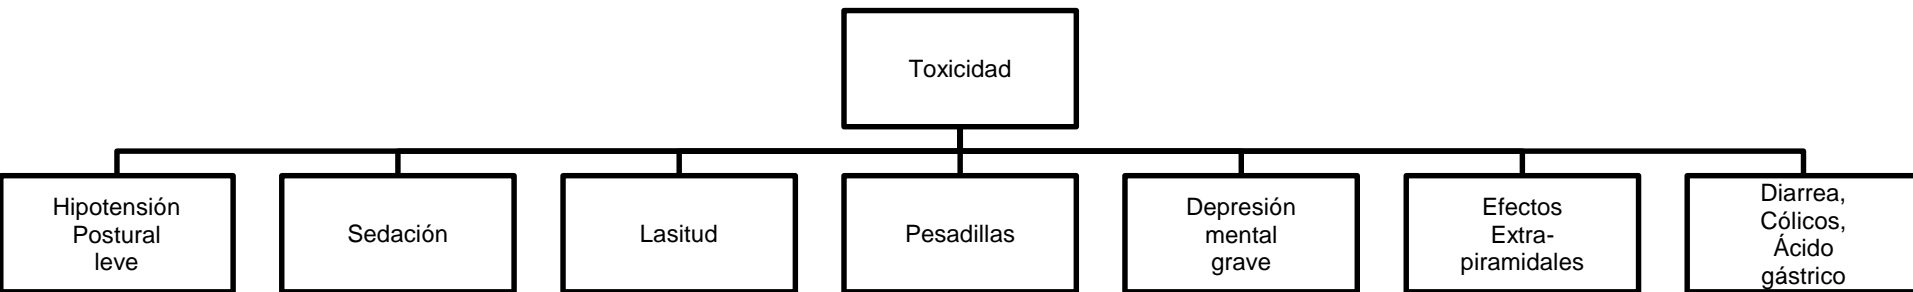 Toxicidad
Hipotensión
Postural
leve
Sedación
Lasitud
Pesadillas
Depresión
mental
grave
Efectos
Extra-
piramidales
Diarrea,
Cólicos,
Ácido
gástrico